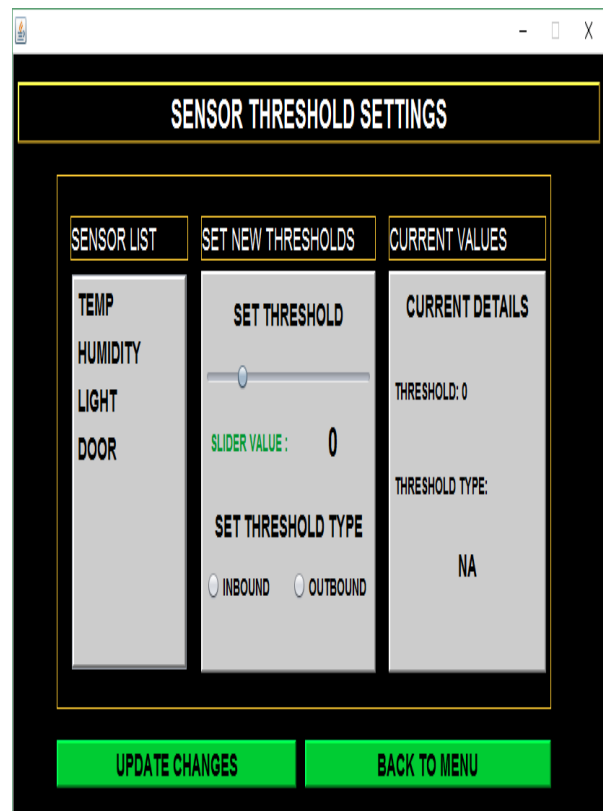 SENSOR THRESHOLD SETTINGS
SENSOR LIST
TEMP
HUMIDITY
LIGHT
DOOR
SET NEW THRESHOLDS
SET THRESHOLD
SLIDER VALUE : 0
SET THRESHOLD TYPE
INBOUND OUTBOUND
CURRENT VALUES
CURRENT DETAILS
THRESHOLD: 0
THRESHOLD TYPE:
NA
UPDATE CHANGES
BACK TO MENU